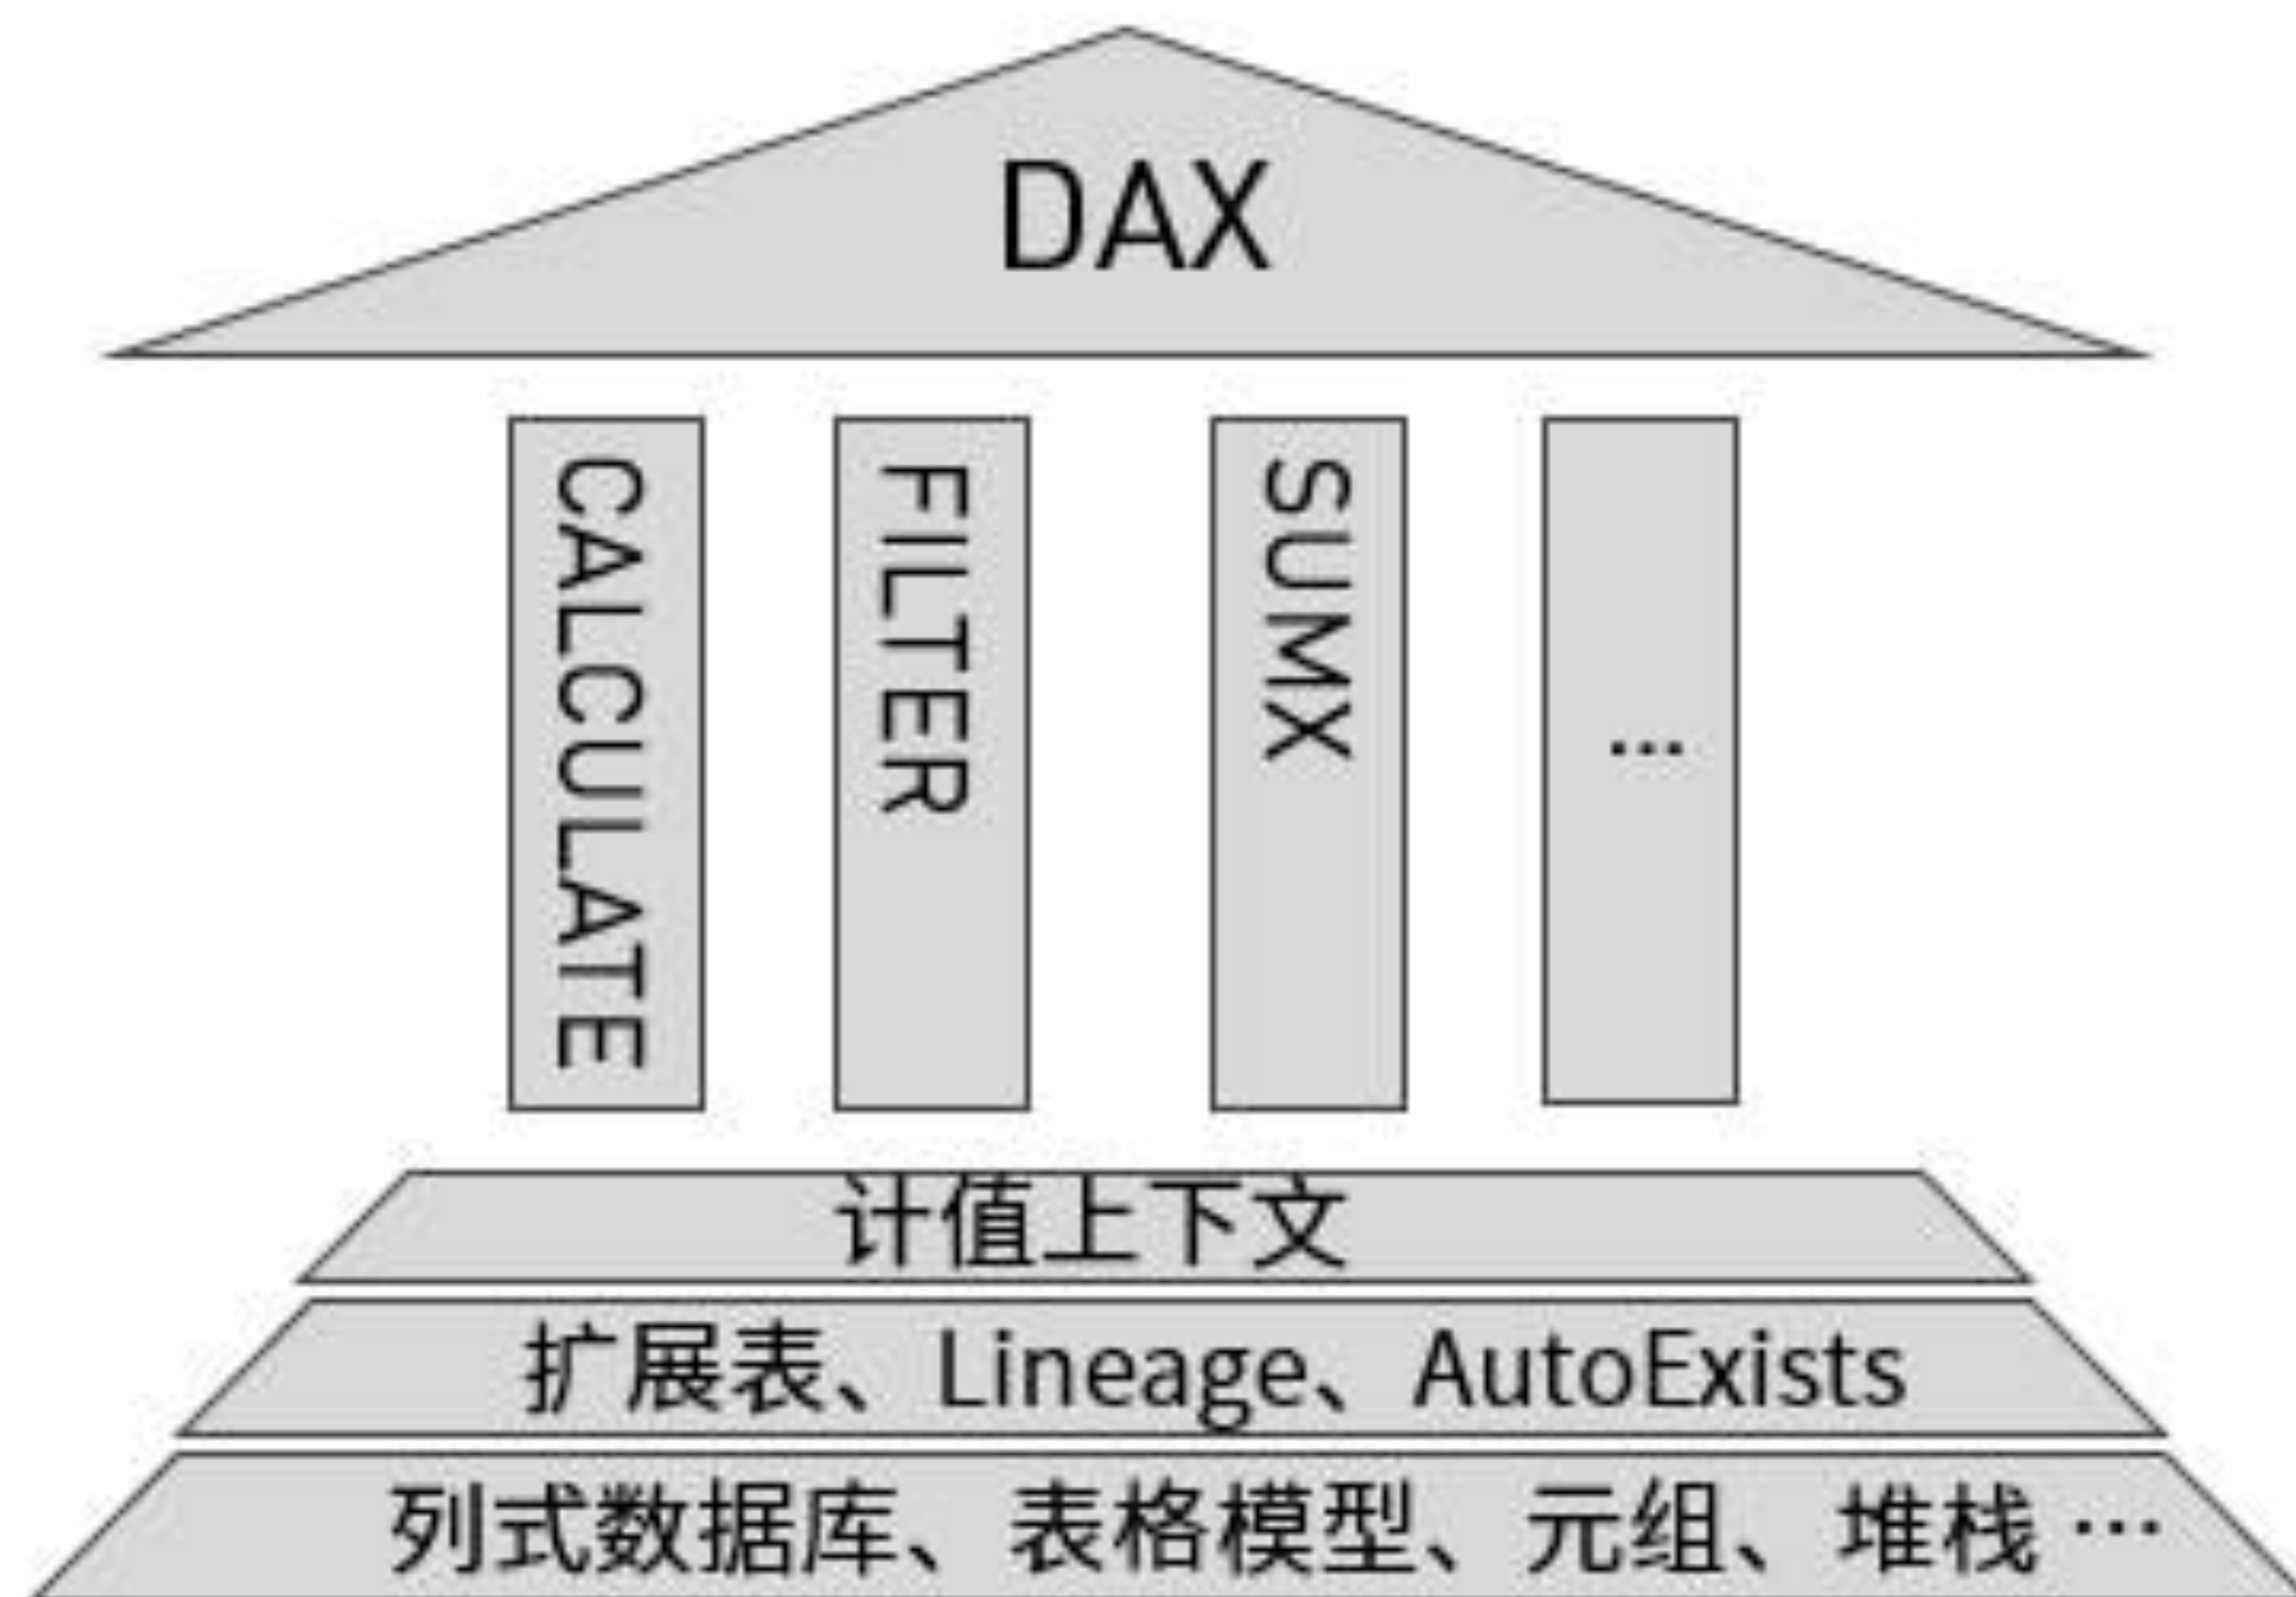 DAX
CALCULATE
FILTER
SUMX
…
计值上下文
扩展表、Lineage、AutoExists
列式数据库、表格模型、元组、堆栈…